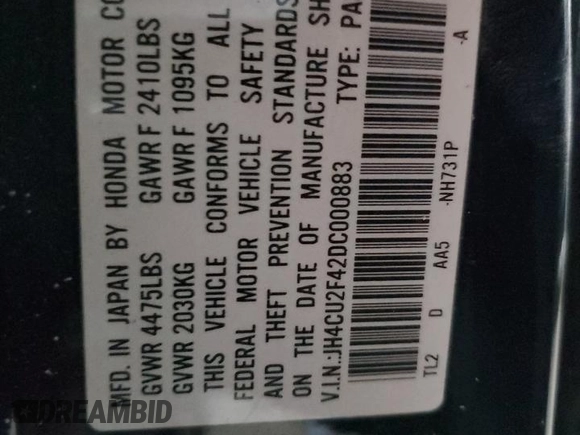 MFD. IN JAPAN BY HONDA MOTOR CO
GVWR 4475LBS GAWR F 2410LBS
GVWR 2030KG GAWR F 1095KG
THIS VEHICLE CONFORMS TO ALL
FEDERAL MOTOR VEHICLE SAFETY
AND THEFT PREVENTION STANDARDS
ON THE DATE OF MANUFACTURE SH
V.I.N.:JH4CU2F42DC000883 TYPE: PA
TL2 D AA5 -NH731P -A
DREAMBID